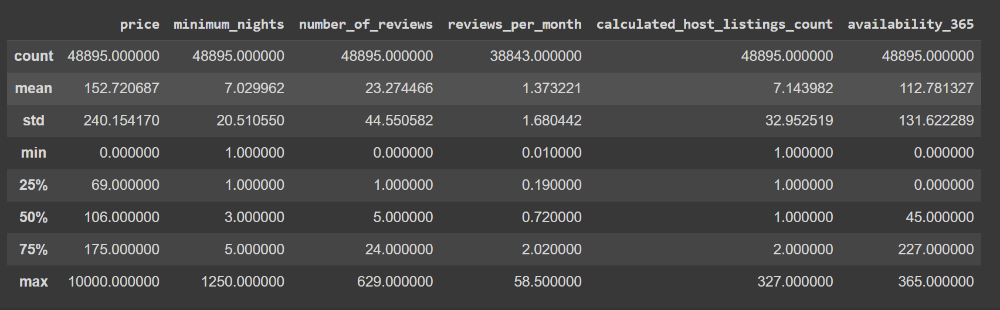 price minimum_nights number_of_reviews reviews_per_month calculated_host_listings_count availability_365
count 48895.000000 48895.000000 48895.000000 38843.000000 48895.000000 48895.000000
mean 152.720687 7.029962 23.274466 1.373221 7.143982 112.781327
std 240.154170 20.510550 44.550582 1.680442 32.952519 131.622289
min 0.000000 1.000000 0.000000 0.010000 1.000000 0.000000
25% 69.000000 1.000000 1.000000 0.190000 1.000000 0.000000
50% 106.000000 3.000000 5.000000 0.720000 1.000000 45.000000
75% 175.000000 5.000000 24.000000 2.020000 2.000000 227.000000
max 10000.000000 1250.000000 629.000000 58.500000 327.000000 365.000000